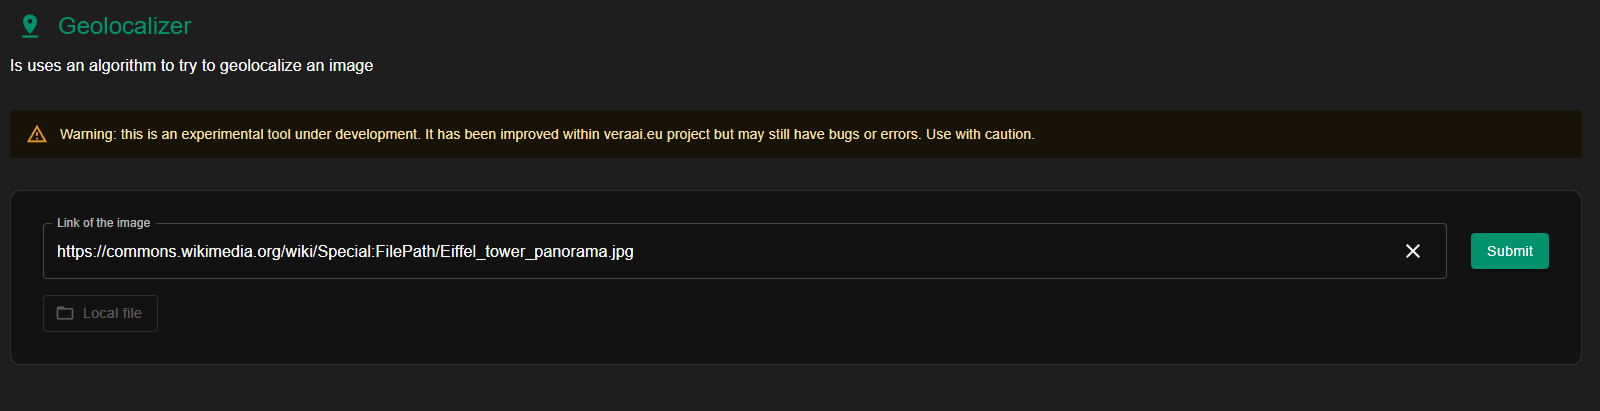 Geolocalizer
Is uses an algorithm to try to geolocalize an image
Warning: this is an experimental tool under development. It has been improved within veraai.eu project but may still have bugs or errors. Use with caution.
Link of the image
https://commons.wikimedia.org/wiki/Special:FilePath/Eiffel_tower_panorama.jpg
Submit
Local file